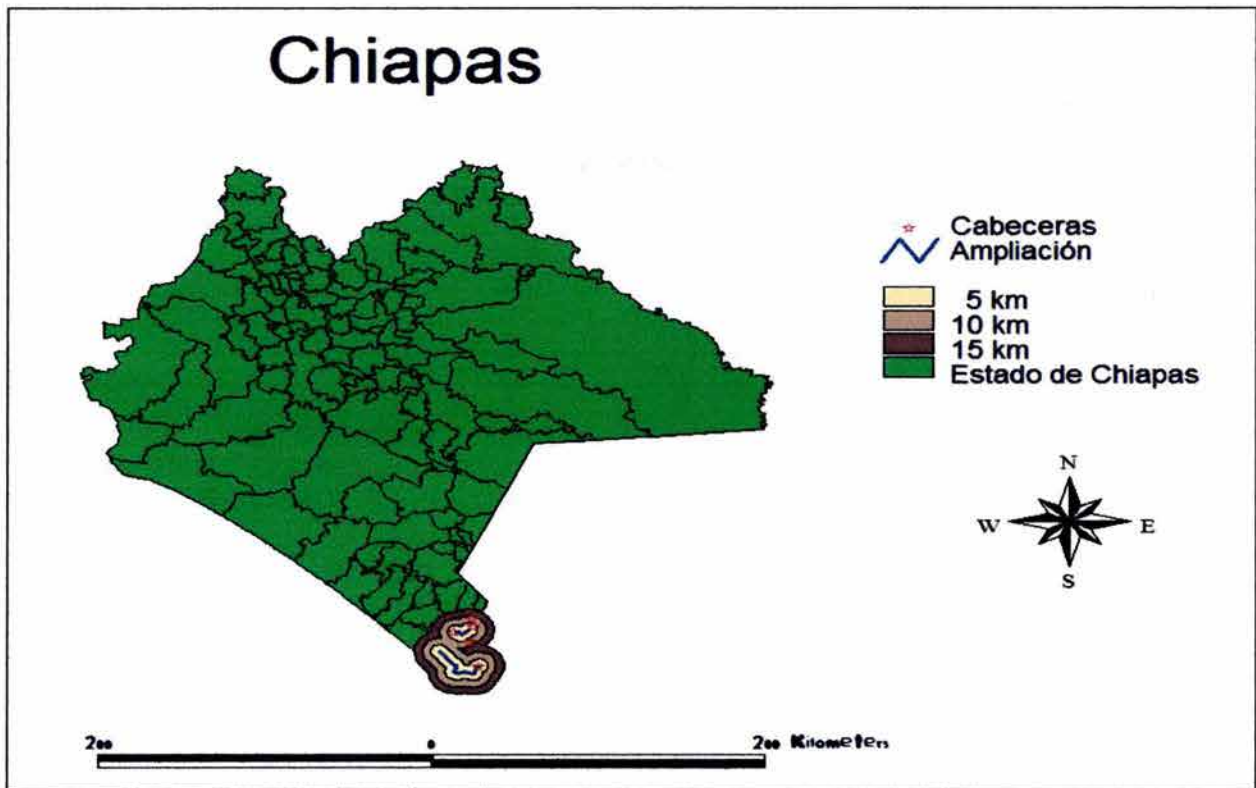 Chiapas
Cabeceras
Ampliación
5 km
10 km
15 km
Estado de Chiapas
N
W E
S
200 0 200 Kilometers